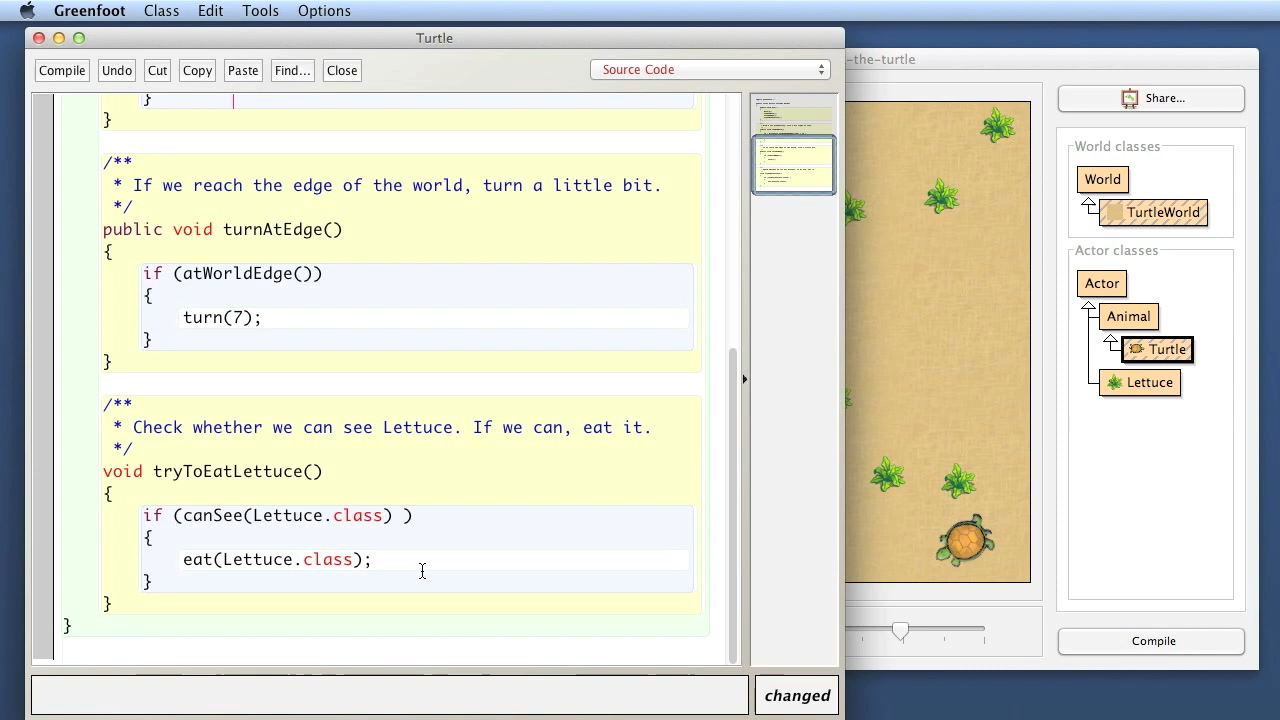 Greenfoot Class Edit Tools Options
Turtle
Compile Undo Cut Copy Paste Find... Close Source Code
}
}
/**
* If we reach the edge of the world, turn a little bit.
*/
public void turnAtEdge()
{
if (atWorldEdge())
{
turn(7);
}
}
/**
* Check whether we can see Lettuce. If we can, eat it.
*/
void tryToEatLettuce()
{
if (canSee(Lettuce.class) )
{
eat(Lettuce.class);
}
}
}
changed
-the-turtle
Share...
World classes
World
TurtleWorld
Actor classes
Actor
Animal
Turtle
Lettuce
Compile